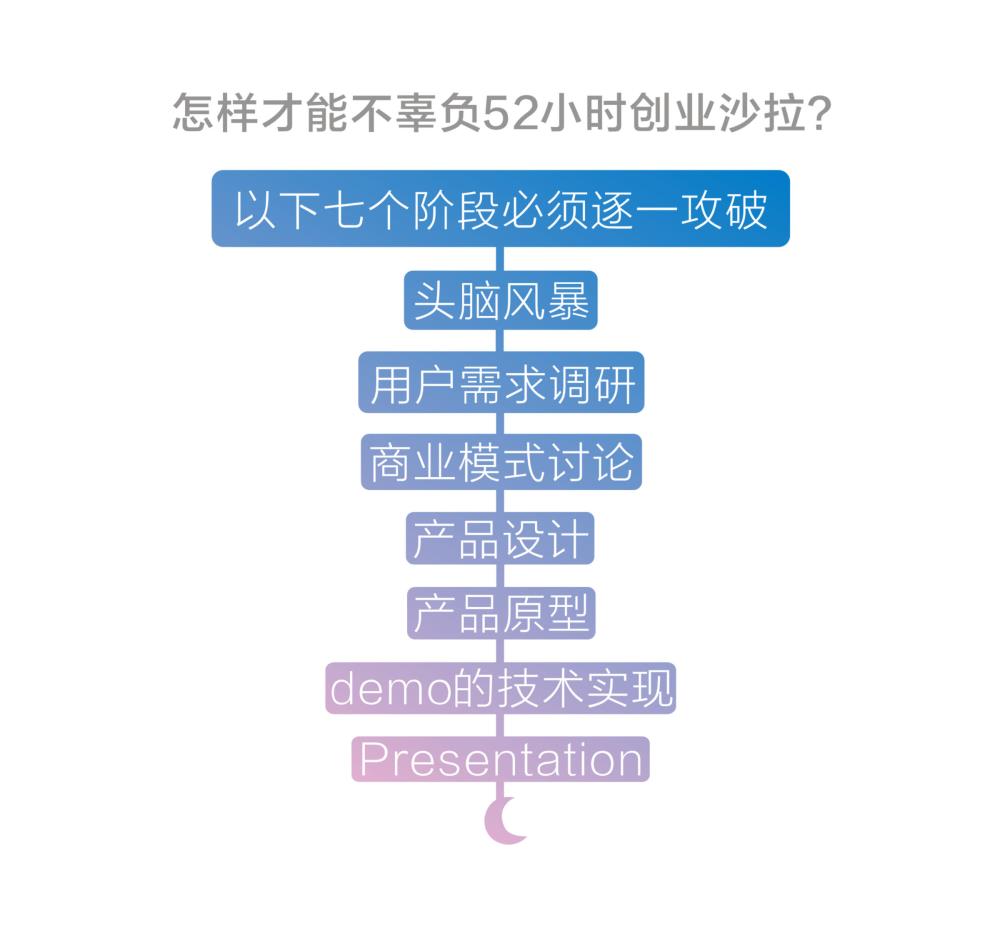 怎样才能不辜负52小时创业沙拉?
以下七个阶段必须逐一攻破
头脑风暴
用户需求调研
商业模式讨论
产品设计
产品原型
demo的技术实现
Presentation